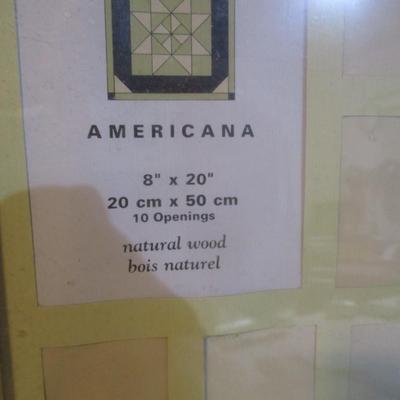 AMERICANA
8" x 20"
20 cm x 50 cm
10 Openings
natural wood
bois naturel